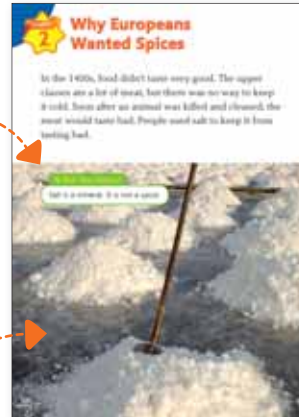 2
Why Europeans
Wanted Spices
In the 1400s, food didn't taste very good. The upper
classes ate a lot of meat, but there was no way to keep
it cold. Soon after an animal was killed and cleaned, the
meat would taste bad. People used salt to keep it from
tasting bad.
Salt is a mineral. It is not a spice.